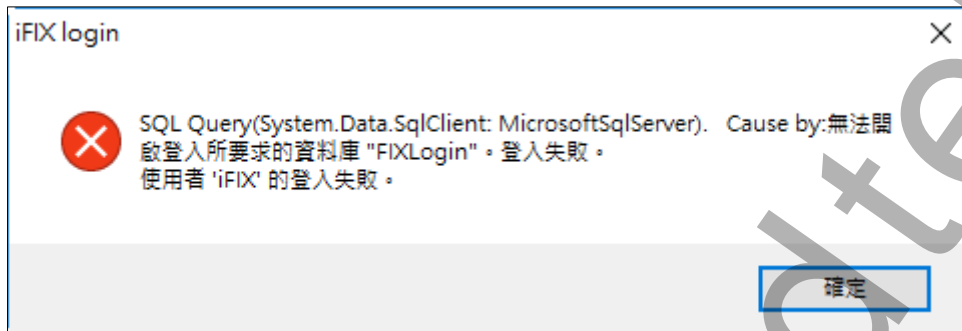 iFIX login
SQL Query(System.Data.SqlClient: MicrosoftSqlServer).   Cause by:無法開
啟登入所要求的資料庫 "FIXLogin"。登入失敗。
使用者 'iFIX' 的登入失敗。
確定